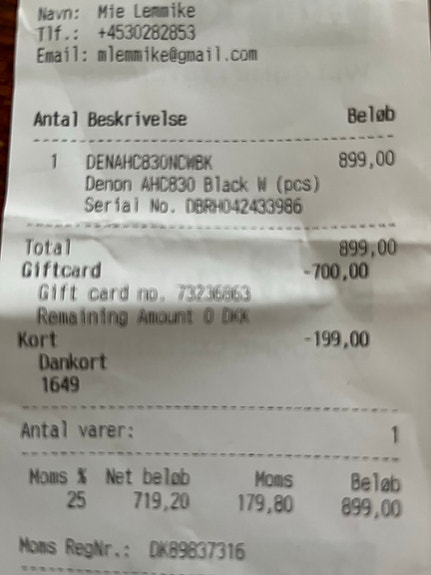 Navn: Mie Lemmike
Tlf.: +4530282853
Email: mlemmike@gmail.com
Antal Beskrivelse Beløb
1 DENAHC830NCWBK 899,00
Denon AHC830 Black W (pcs)
Serial No. DBRH042433986
Total 899,00
Giftcard -700,00
Gift card no. 73236863
Remaining Amount 0 DKK
Kort -199,00
Dankort
1649
Antal varer: 1
Moms % Net beløb Moms Beløb
25 719,20 179,80 899,00
Moms RegNr.: DK89837316